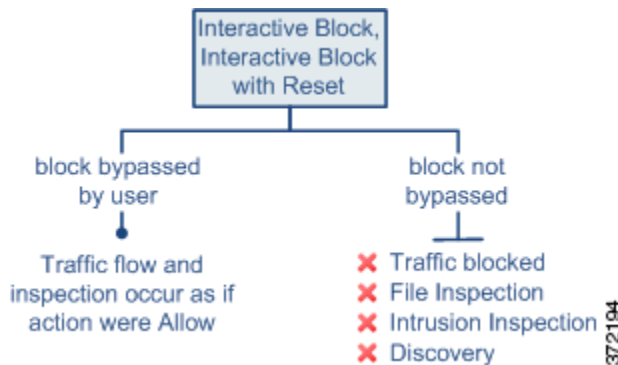 Interactive Block,
Interactive Block
with Reset
block bypassed
by user
Traffic flow and
inspection occur as if
action were Allow
block not
bypassed
Traffic blocked
File Inspection
Intrusion Inspection
Discovery
372194